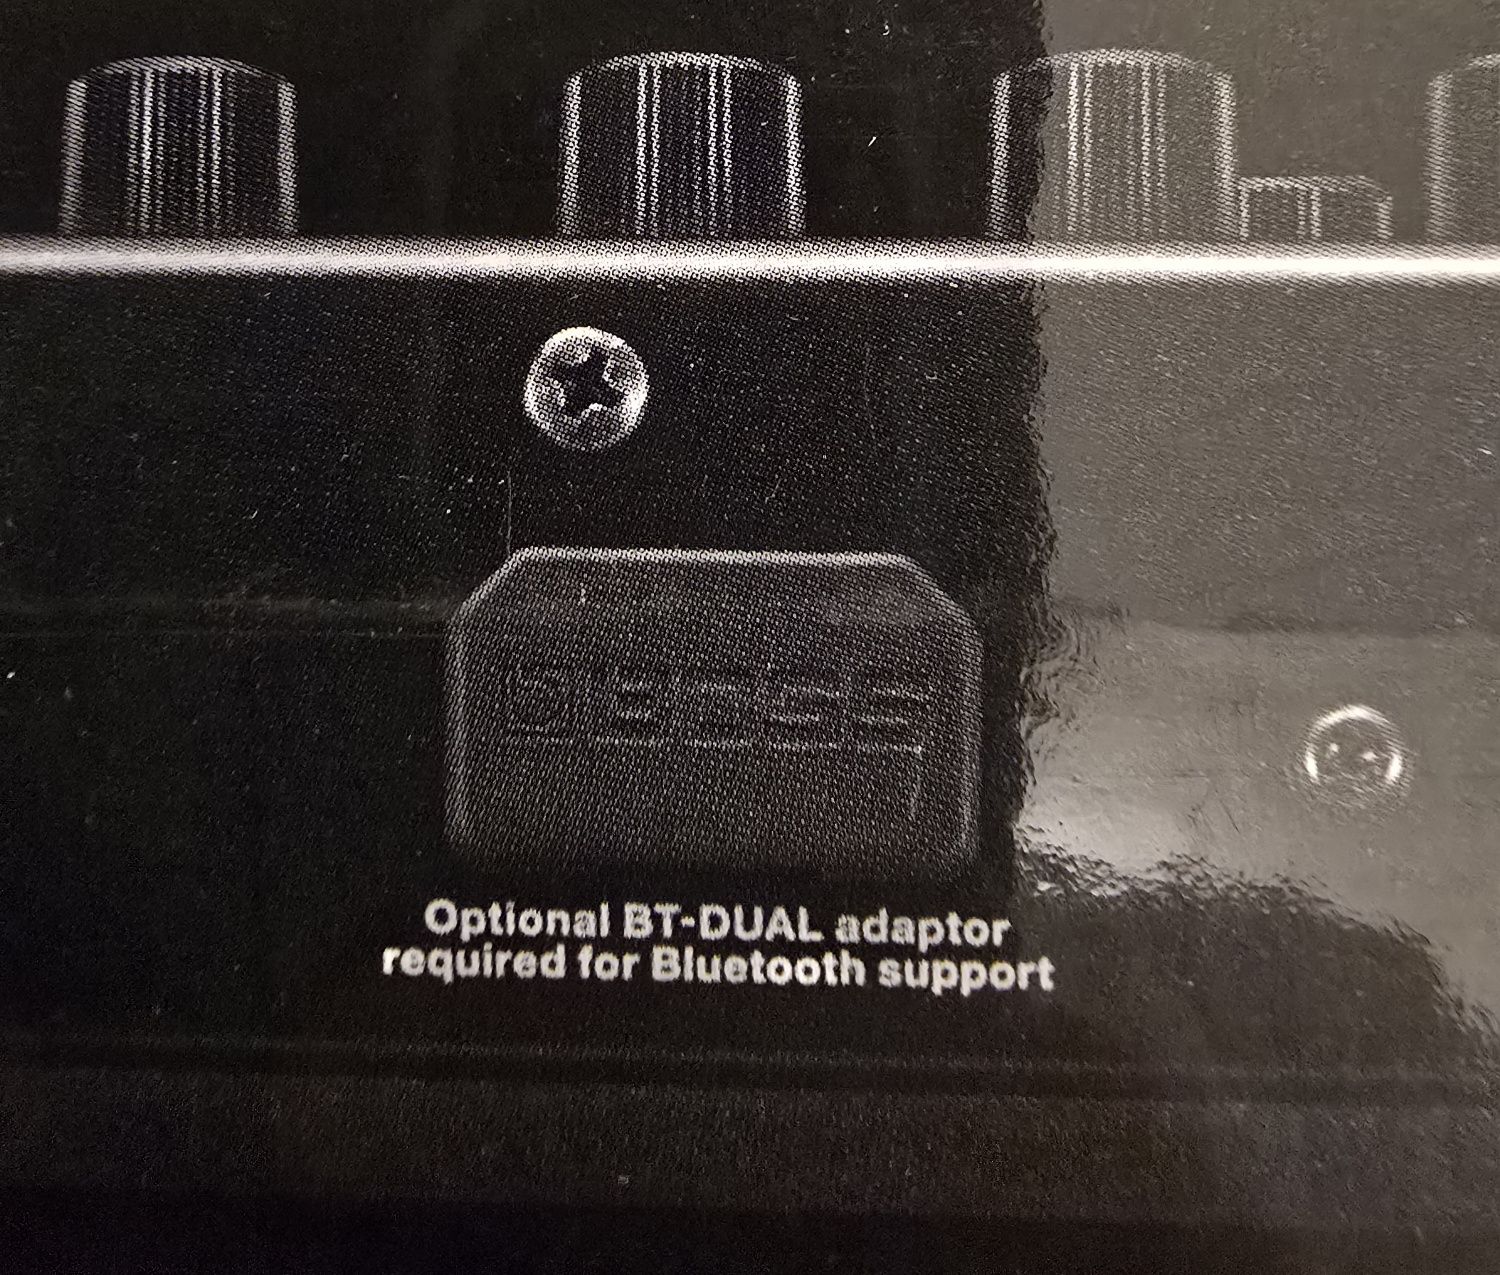 Optional BT-DUAL adaptor
required for Bluetooth support